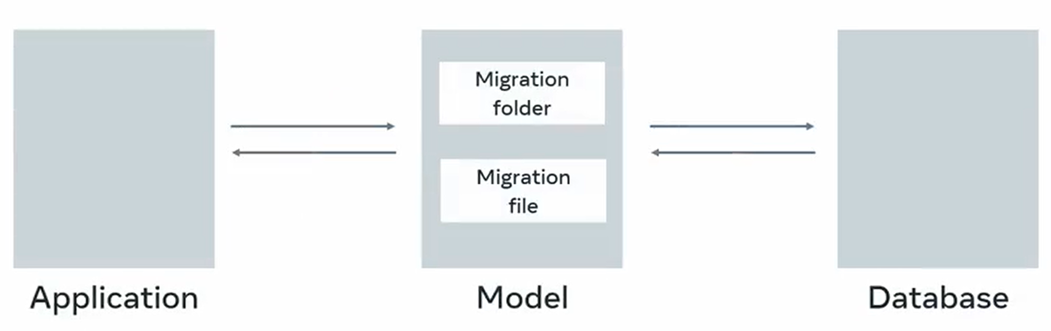 Migration
folder
Migration
file
Application
Model
Database